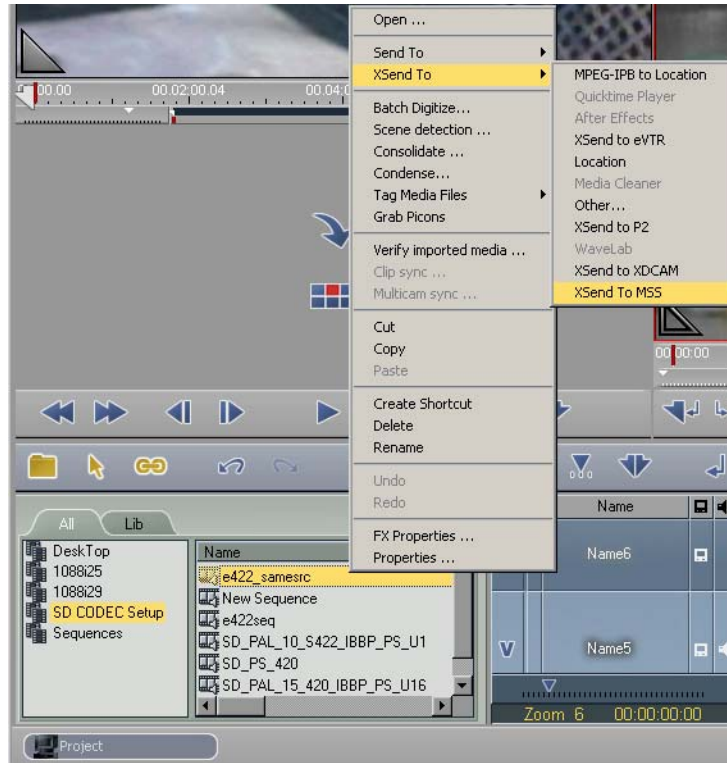 00.00
00.02:00.04
00.04:0
Open ...
Send To
XSend To
Batch Digitize...
Scene detection ...
Consolidate ...
Condense...
Tag Media Files
Grab Picons
Verify imported media ...
Clip sync ...
Multicam sync ...
Cut
Copy
Paste
Create Shortcut
Delete
Rename
Undo
Redo
FX Properties ...
Properties ...
MPEG-IPB to Location
Quicktime Player
After Effects
XSend to eVTR
Location
Media Cleaner
Other...
XSend to P2
WaveLab
XSend to XDCAM
XSend To MSS
00:00:00
All
Lib
DeskTop
1088i25
1088i29
SD CODEC Setup
Sequences
Name
e422_samesrc
New Sequence
e422seq
SD_PAL_10_S422_IBBP_PS_U1
SD_PS_420
SD_PAL_15_420_IBBP_PS_U16
Name
Name6
V
Name5
Zoom 6
00:00:00:00
Project